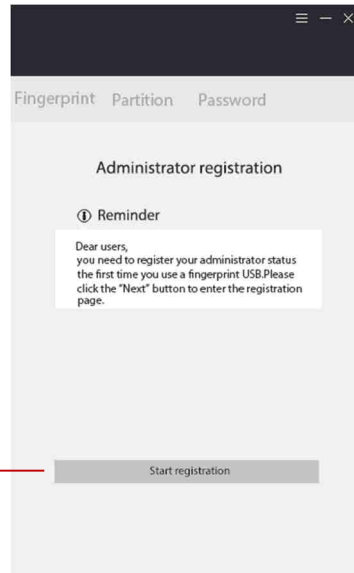 Fingerprint Partition Password
Administrator registration
Reminder
Dear users,
you need to register your administrator status
the first time you use a fingerprint USB.Please
click the "Next" button to enter the registration
page.
Start registration